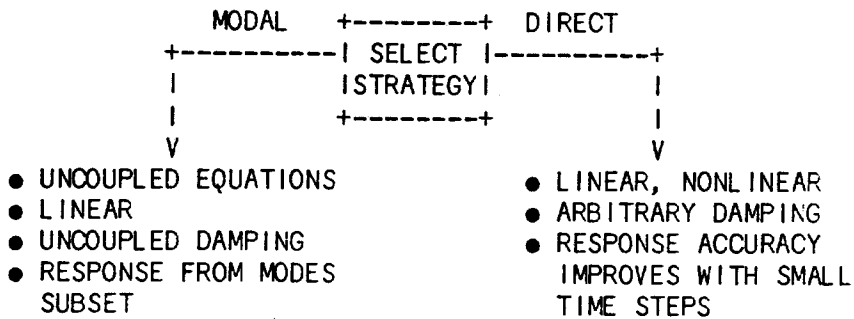 MODAL +--------+ DIRECT
+-----------| SELECT |-----------+
| |STRATEGY| |
| +--------+ |
V V
● UNCOUPLED EQUATIONS
● LINEAR
● UNCOUPLED DAMPING
● RESPONSE FROM MODES
SUBSET
● LINEAR, NONLINEAR
● ARBITRARY DAMPING
● RESPONSE ACCURACY
IMPROVES WITH SMALL
TIME STEPS